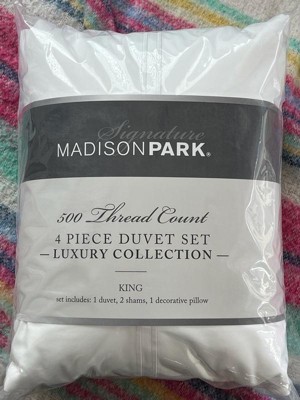 Signature
MADISON PARK®
500 Thread Count
4 PIECE DUVET SET
— LUXURY COLLECTION —
KING
set includes: 1 duvet, 2 shams, 1 decorative pillow